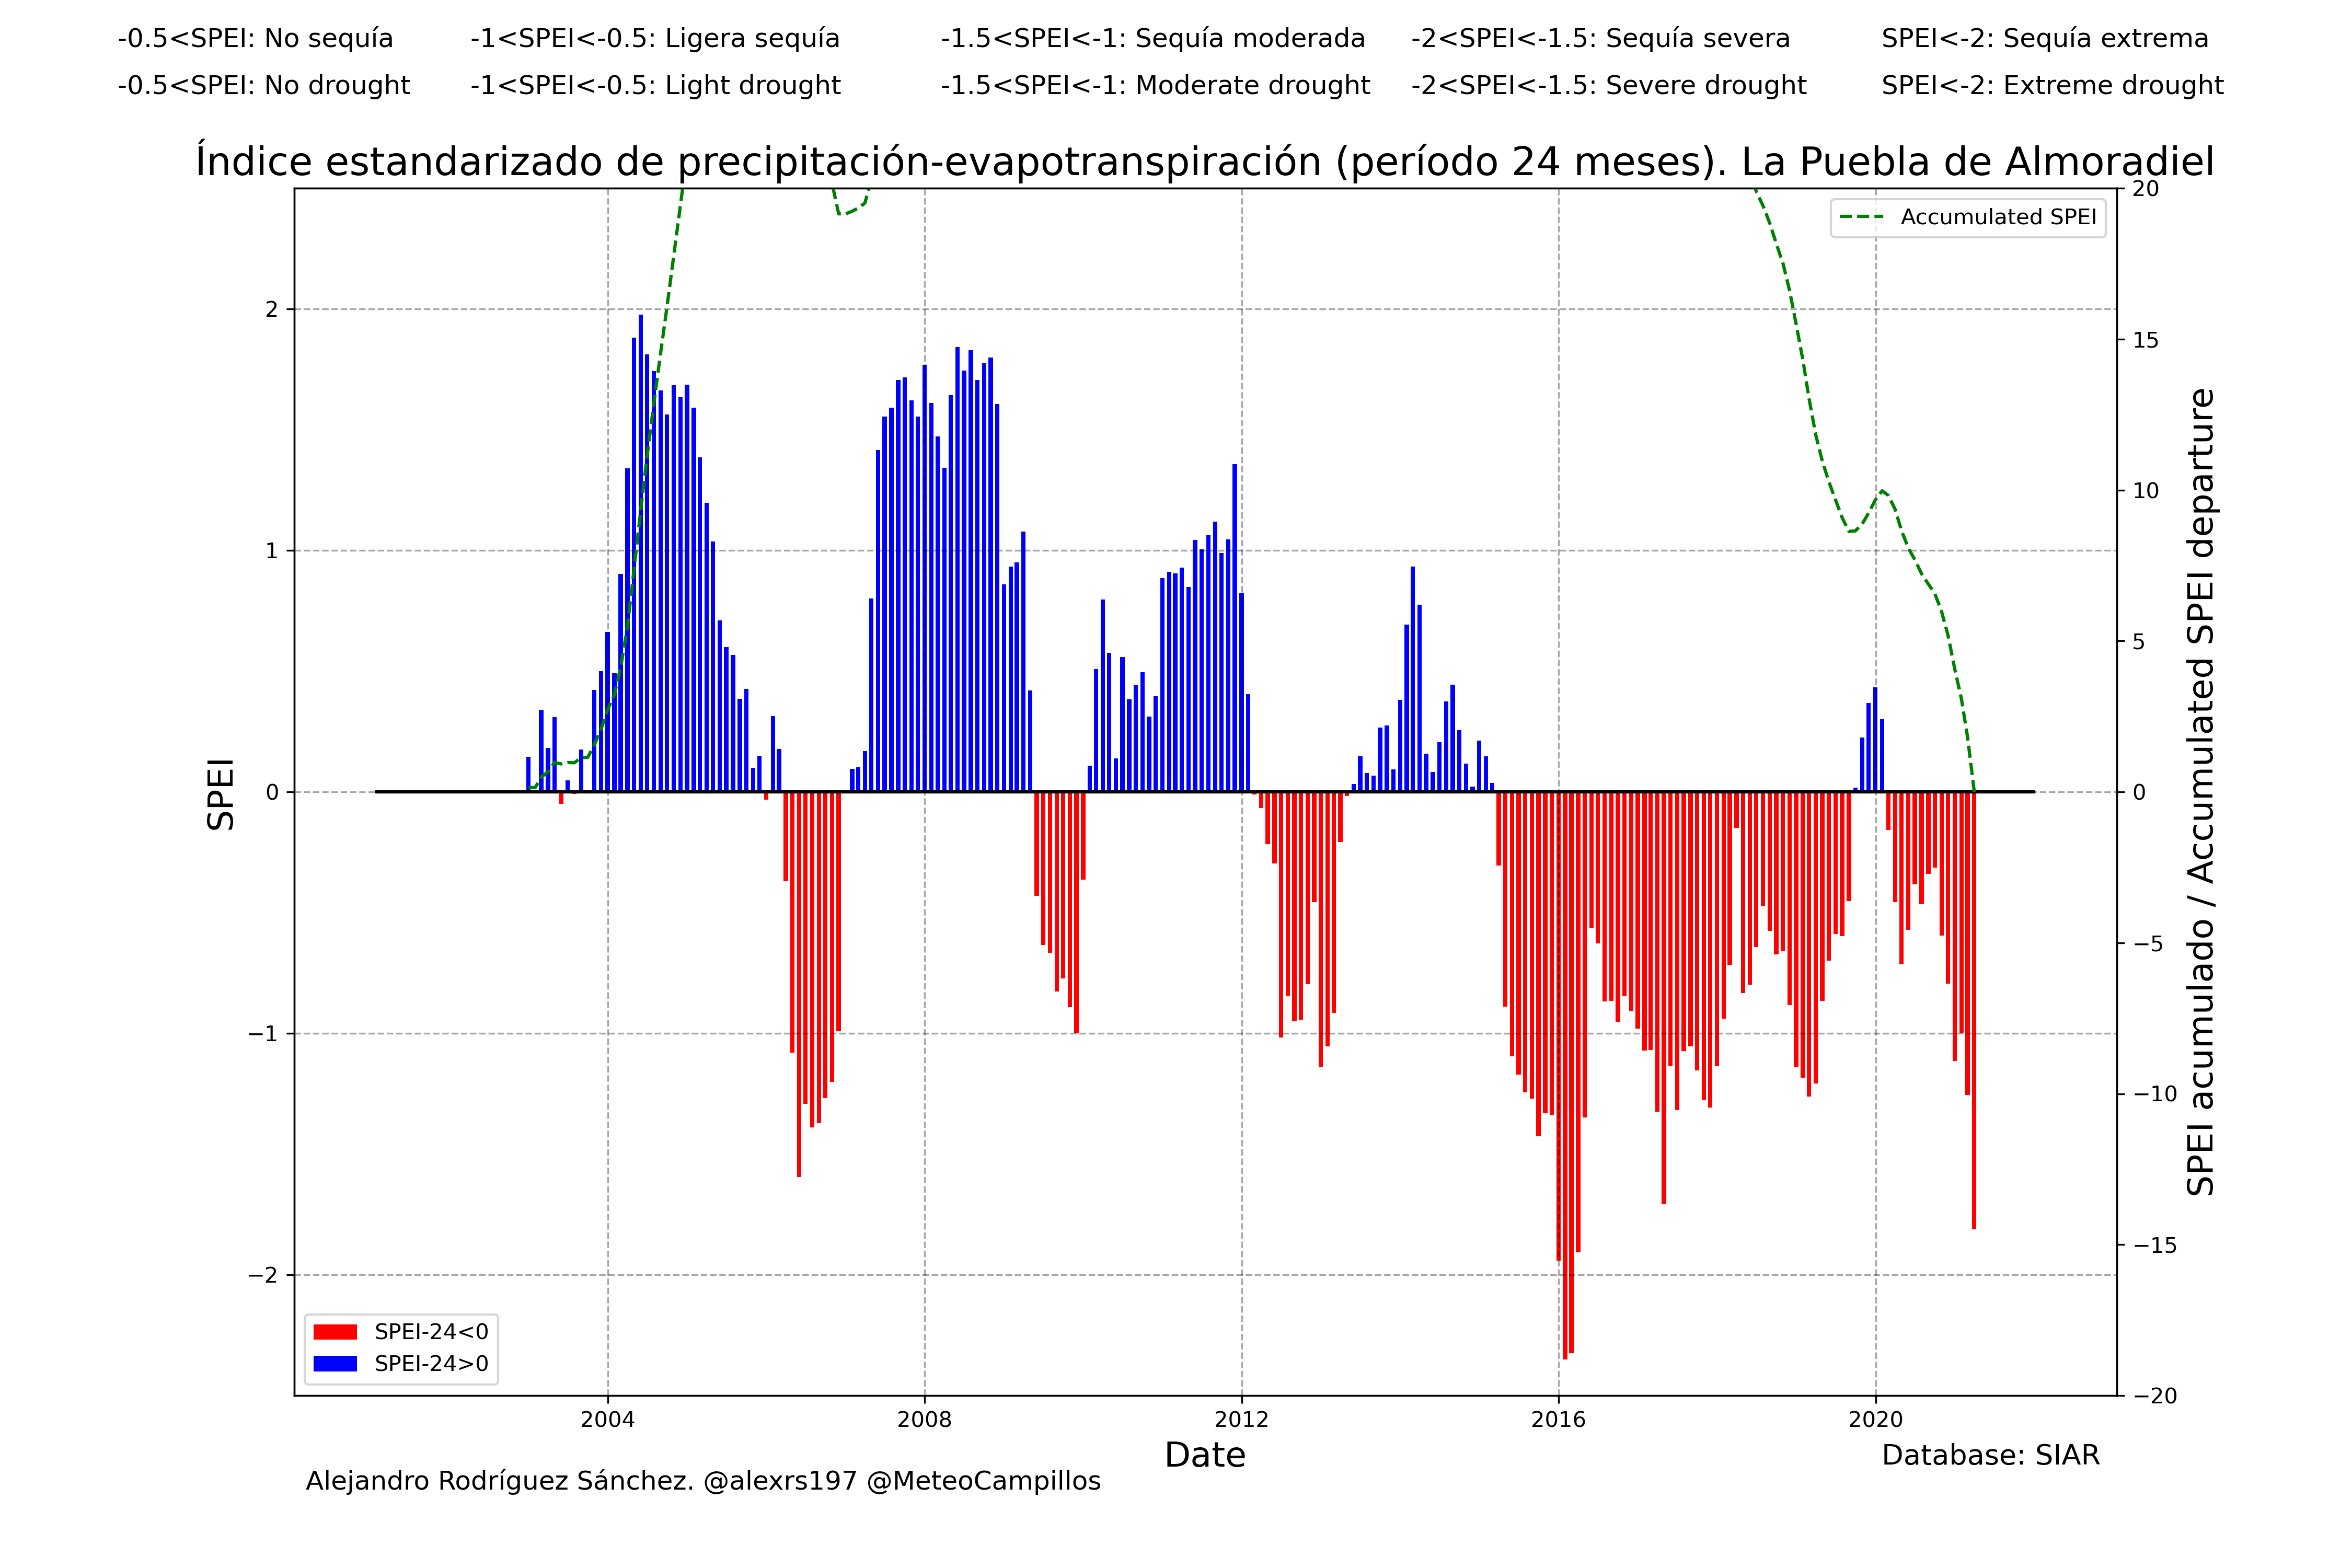 -0.5<SPEI: No sequía -1<SPEI<-0.5: Ligera sequía -1.5<SPEI<-1: Sequía moderada -2<SPEI<-1.5: Sequía severa SPEI<-2: Sequía extrema
-0.5<SPEI: No drought -1<SPEI<-0.5: Light drought -1.5<SPEI<-1: Moderate drought -2<SPEI<-1.5: Severe drought SPEI<-2: Extreme drought
Índice estandarizado de precipitación-evapotranspiración (período 24 meses). La Puebla de Almoradiel
Accumulated SPEI
SPEI
2
1
0
−1
−2
20
15
10
5
0
−5
−10
−15
−20
SPEI acumulado / Accumulated SPEI departure
SPEI-24<0
SPEI-24>0
2004 2008 2012 2016 2020
Date
Database: SIAR
Alejandro Rodríguez Sánchez. @alexrs197 @MeteoCampillos